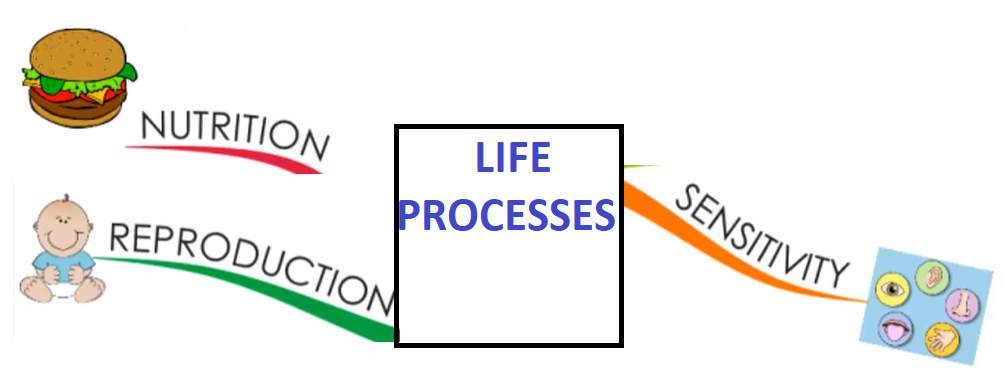 NUTRITION
REPRODUCTION
LIFE
PROCESSES
SENSITIVITY